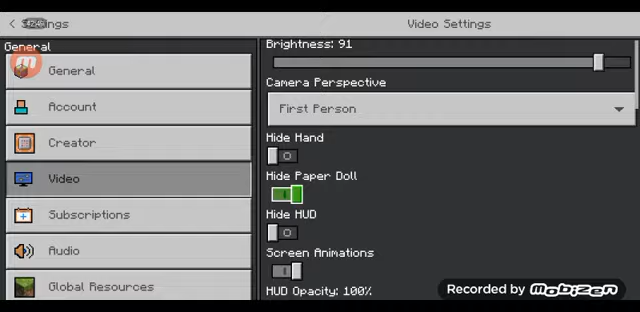 Video Settings
General
General
Account
Creator
Video
Subscriptions
Audio
Global Resources
Brightness: 91
Camera Perspective
First Person
Hide Hand
Hide Paper Doll
Hide HUD
Screen Animations
HUD Opacity: 100%
Recorded by Mobizen